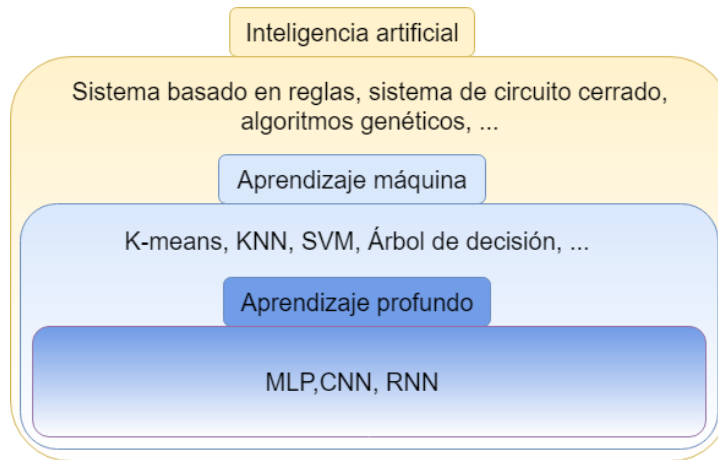 Inteligencia artificial
Sistema basado en reglas, sistema de circuito cerrado,
algoritmos genéticos, ...
Aprendizaje máquina
K-means, KNN, SVM, Árbol de decisión, ...
Aprendizaje profundo
MLP,CNN, RNN